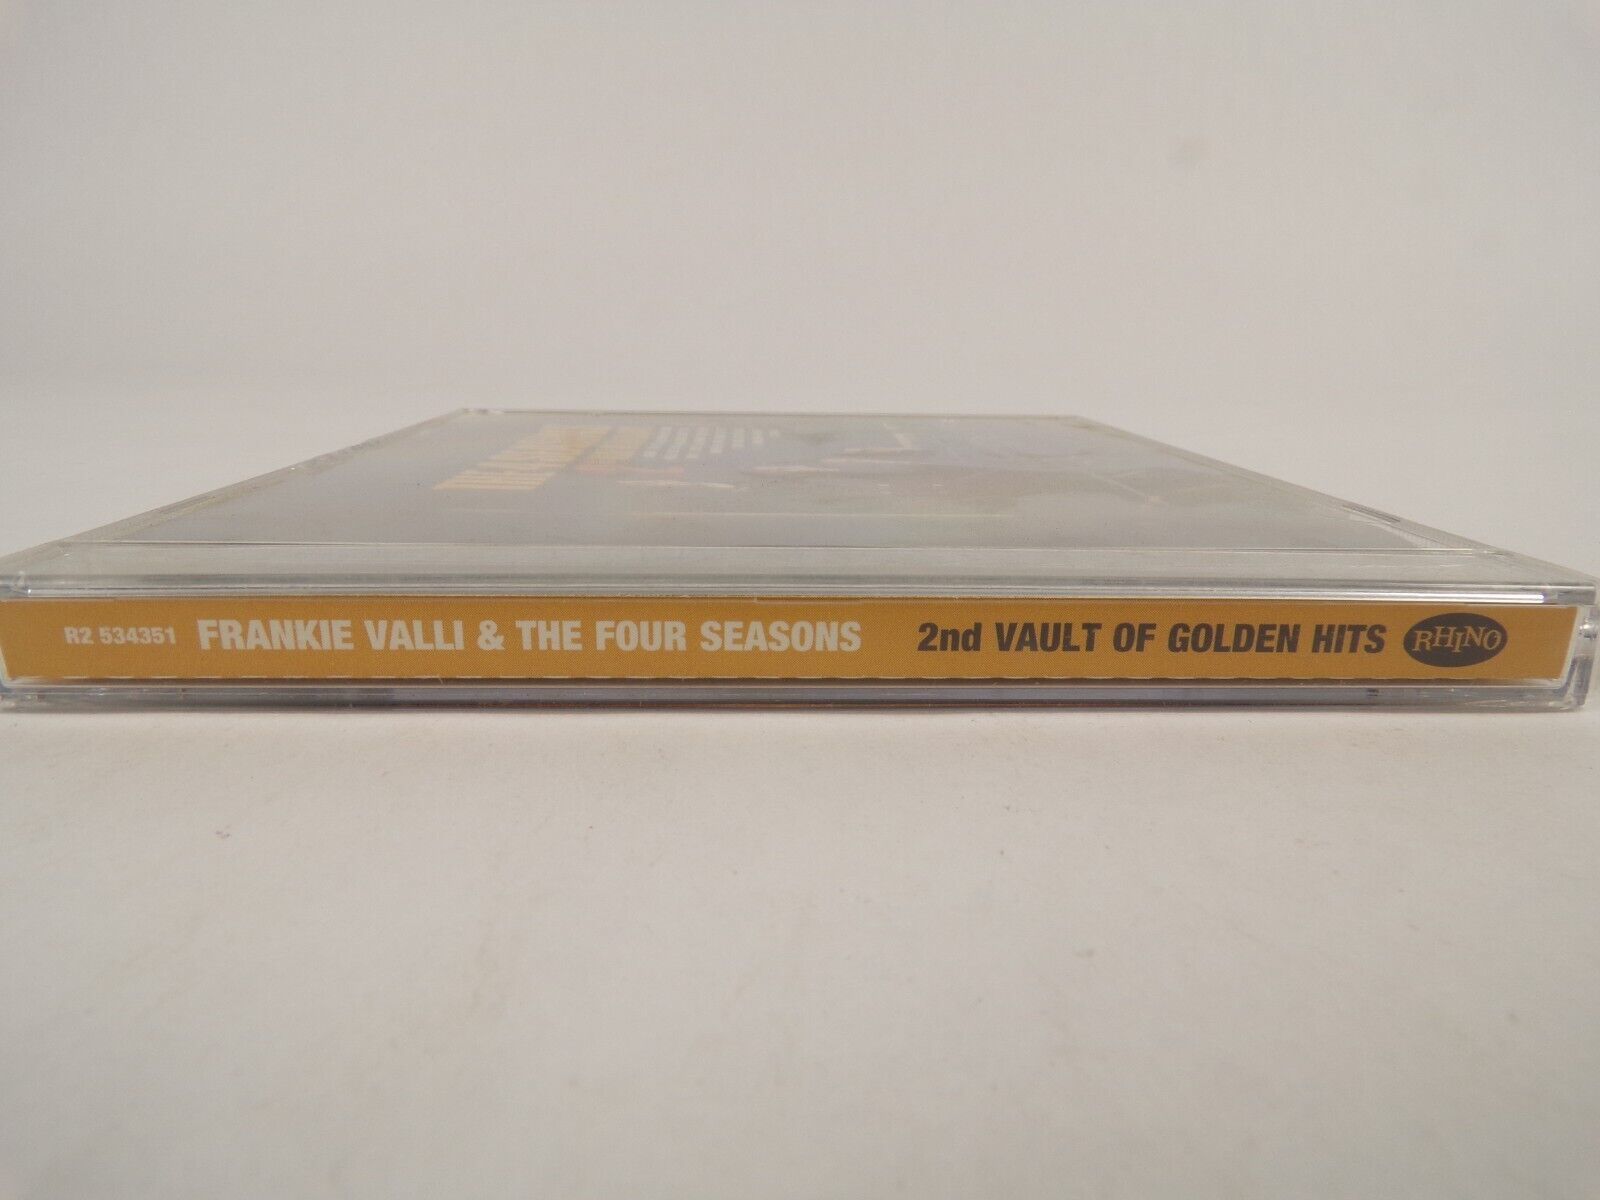 R2 534351 FRANKIE VALLI & THE FOUR SEASONS 2nd VAULT OF GOLDEN HITS RHINO